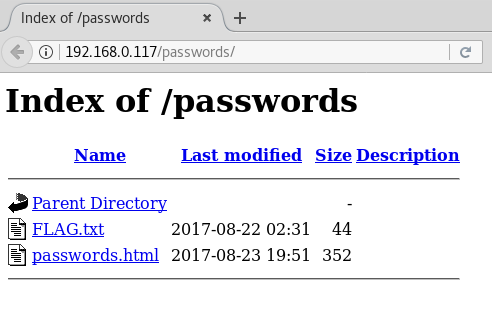 Index of /passwords
192.168.0.117/passwords/
Index of /passwords
Name Last modified Size Description
Parent Directory -
FLAG.txt 2017-08-22 02:31 44
passwords.html 2017-08-23 19:51 352